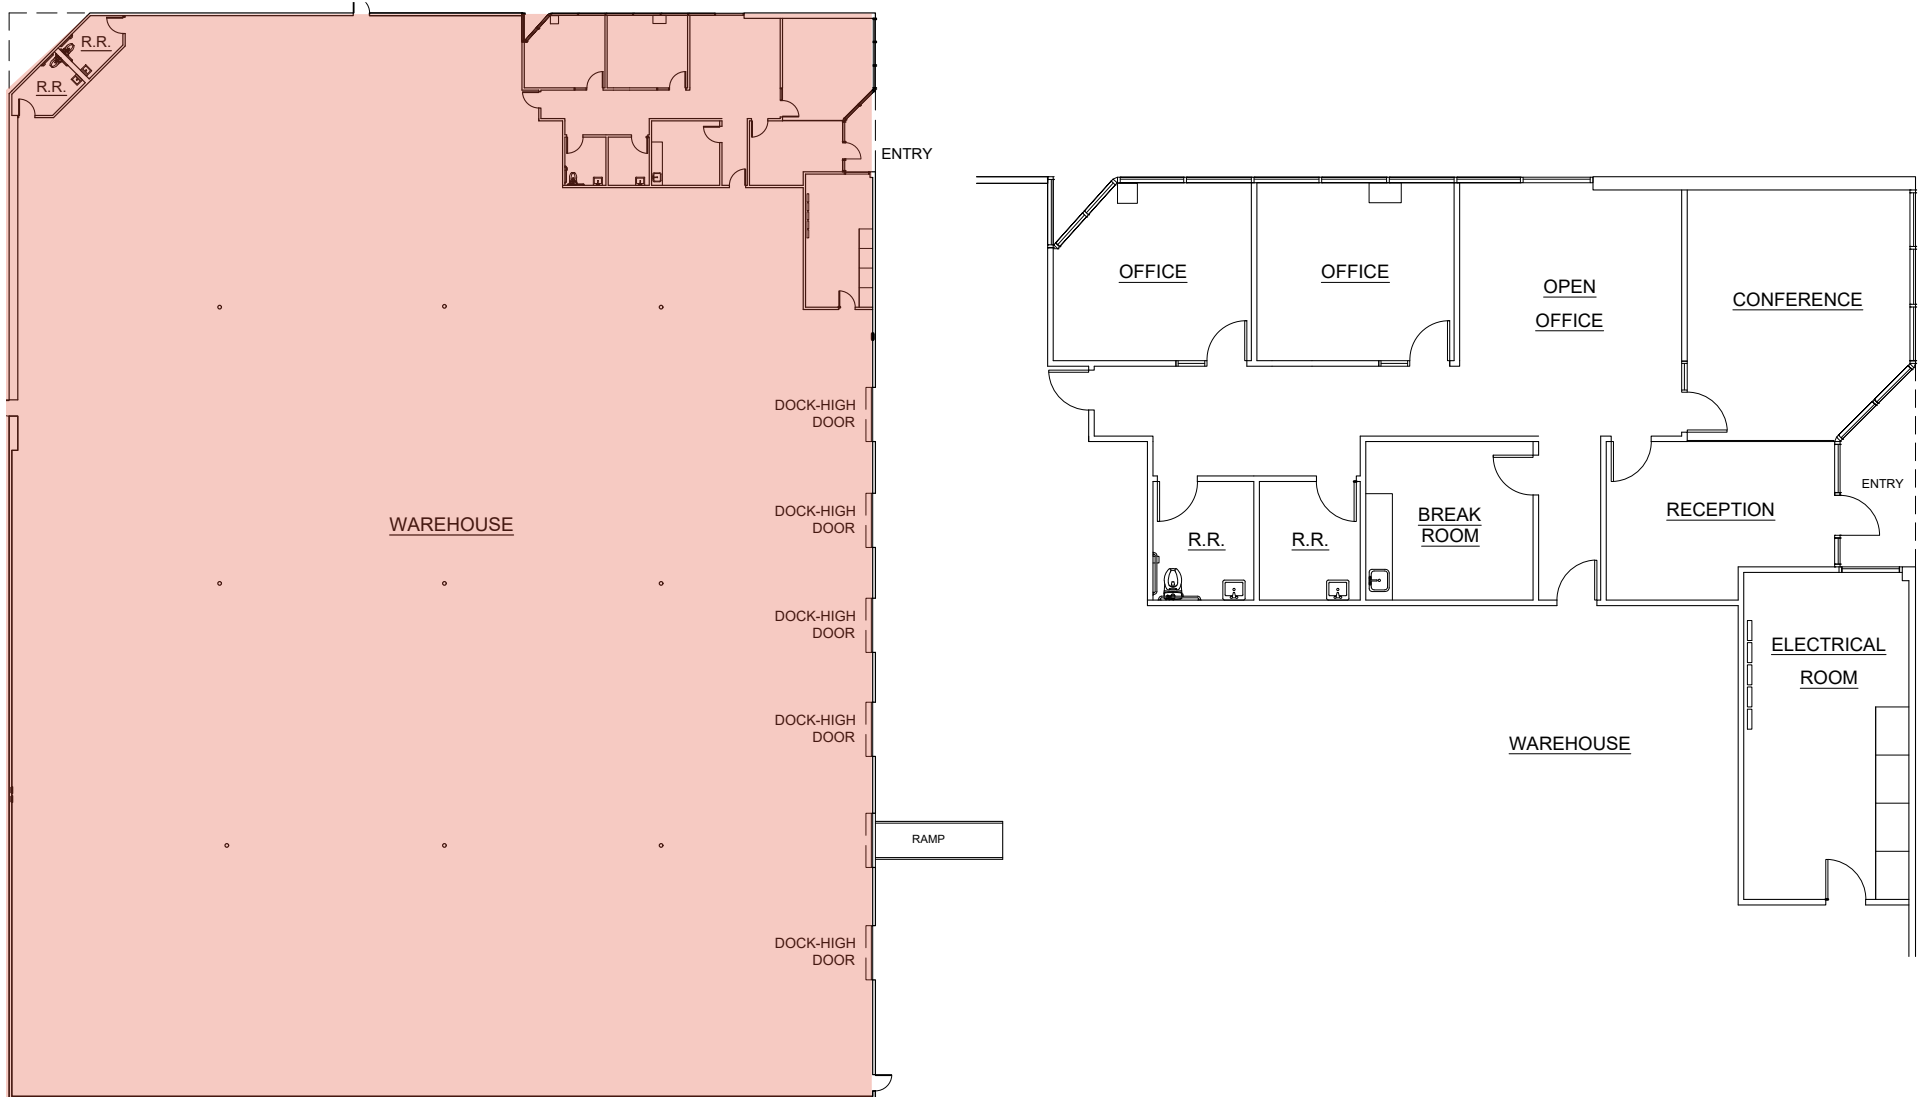 R.R.
R.R.
ENTRY
DOCK-HIGH
DOOR
DOCK-HIGH
DOOR
WAREHOUSE
DOCK-HIGH
DOOR
DOCK-HIGH
DOOR
RAMP
DOCK-HIGH
DOOR
OFFICE
OFFICE
OPEN
OFFICE
CONFERENCE
ENTRY
RECEPTION
BREAK
ROOM
R.R.
R.R.
ELECTRICAL
ROOM
WAREHOUSE